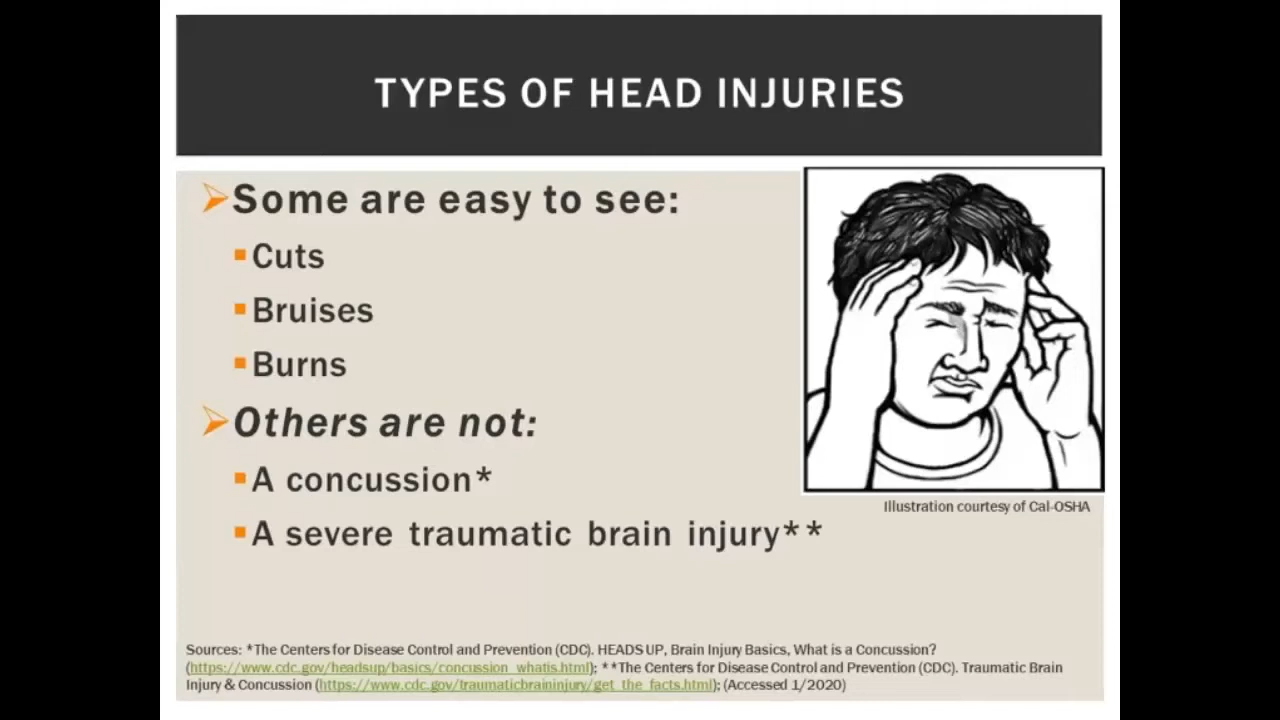 TYPES OF HEAD INJURIES
Some are easy to see:
Cuts
Bruises
Burns
Others are not:
A concussion*
A severe traumatic brain injury**
Illustration courtesy of Cal-OSHA
Sources: *The Centers for Disease Control and Prevention (CDC). HEADS UP, Brain Injury Basics, What is a Concussion?
(https://www.cdc.gov/headsup/basics/concussion_whatis.html); **The Centers for Disease Control and Prevention (CDC). Traumatic Brain
Injury & Concussion (https://www.cdc.gov/traumaticbraininjury/get_the_facts.html); (Accessed 1/2020)